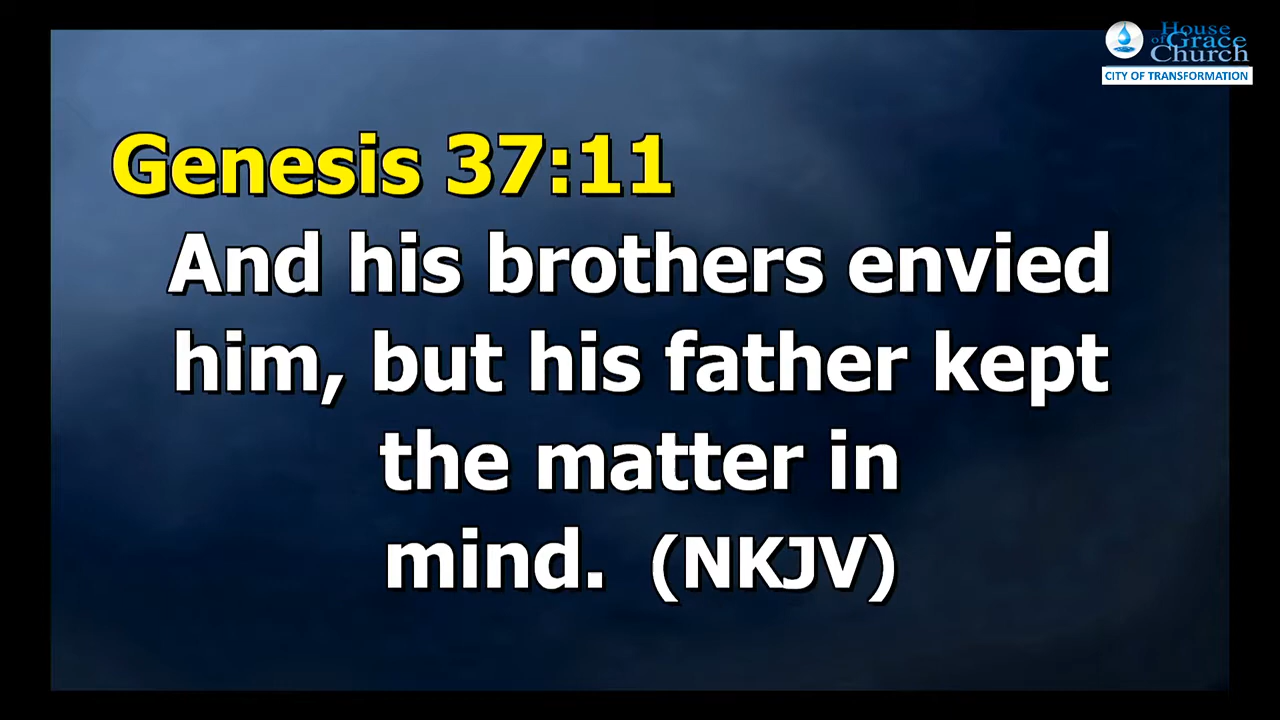 House
of Grace
Church
CITY OF TRANSFORMATION
Genesis 37:11
And his brothers envied
him, but his father kept
the matter in
mind. (NKJV)